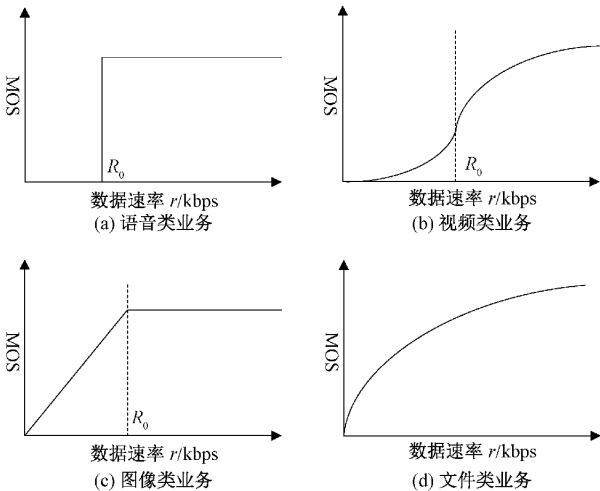 MOS
R₀
数据速率 r/kbps
(a) 语音类业务
MOS
R₀
数据速率 r/kbps
(b) 视频类业务
MOS
R₀
数据速率 r/kbps
(c) 图像类业务
MOS
数据速率 r/kbps
(d) 文件类业务